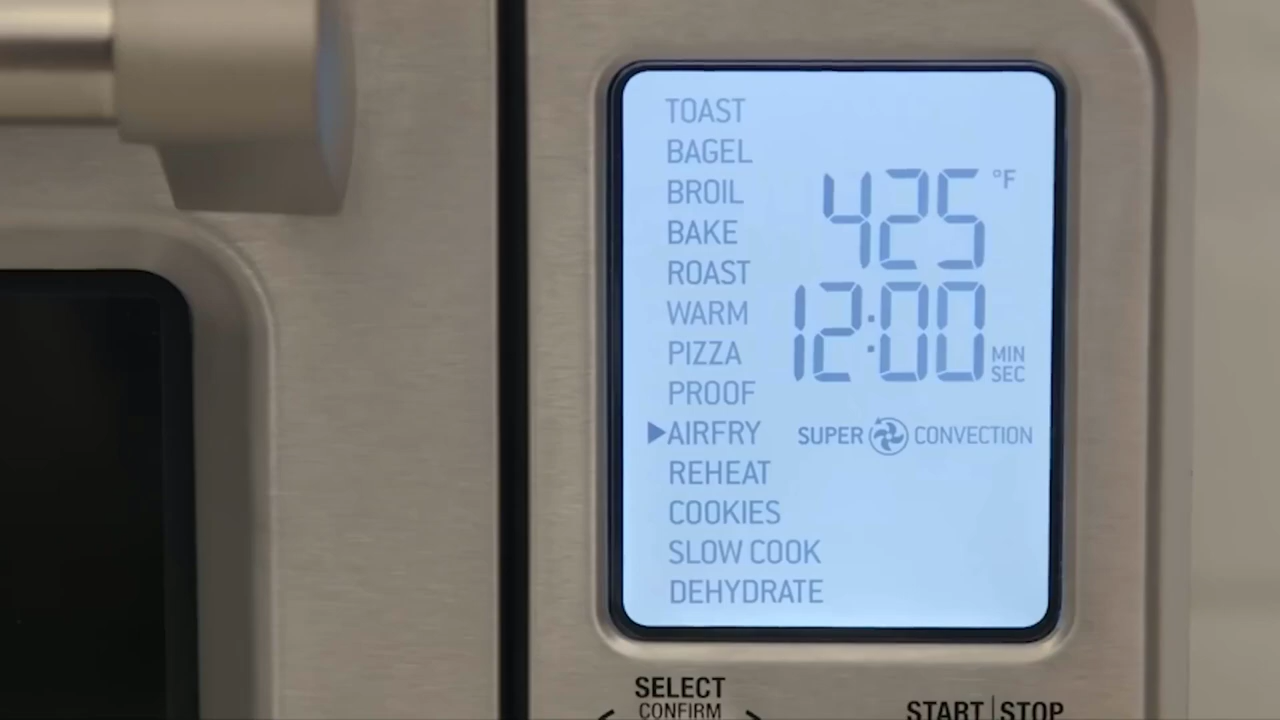 TOAST
BAGEL
BROIL
BAKE
ROAST
WARM
PIZZA
PROOF
AIRFRY
REHEAT
COOKIES
SLOW COOK
DEHYDRATE
425 °F
12:00 MIN SEC
SUPER CONVECTION
SELECT
CONFIRM
START|STOP